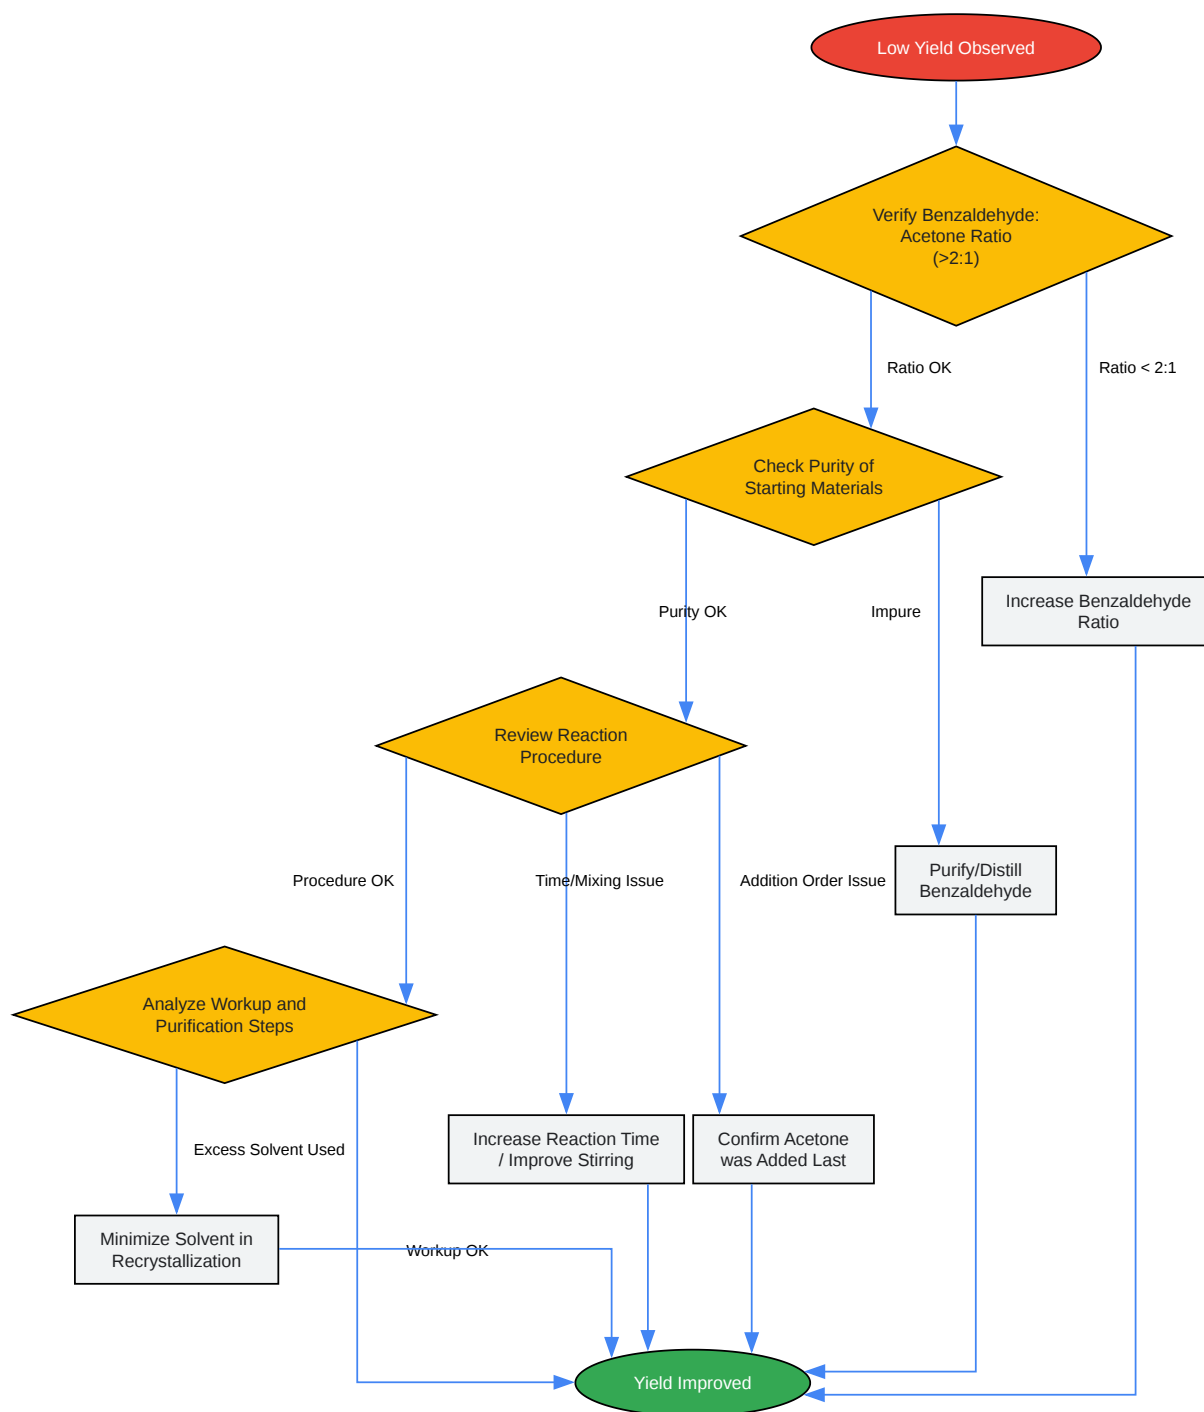 Low Yield Observed
Verify Benzaldehyde:
Acetone Ratio
(>2:1)
Ratio OK
Ratio < 2:1
Check Purity of
Starting Materials
Increase Benzaldehyde
Ratio
Purity OK
Impure
Review Reaction
Procedure
Purify/Distill
Benzaldehyde
Procedure OK
Time/Mixing Issue
Addition Order Issue
Analyze Workup and
Purification Steps
Increase Reaction Time
/ Improve Stirring
Confirm Acetone
was Added Last
Excess Solvent Used
Minimize Solvent in
Recrystallization
Workup OK
Yield Improved